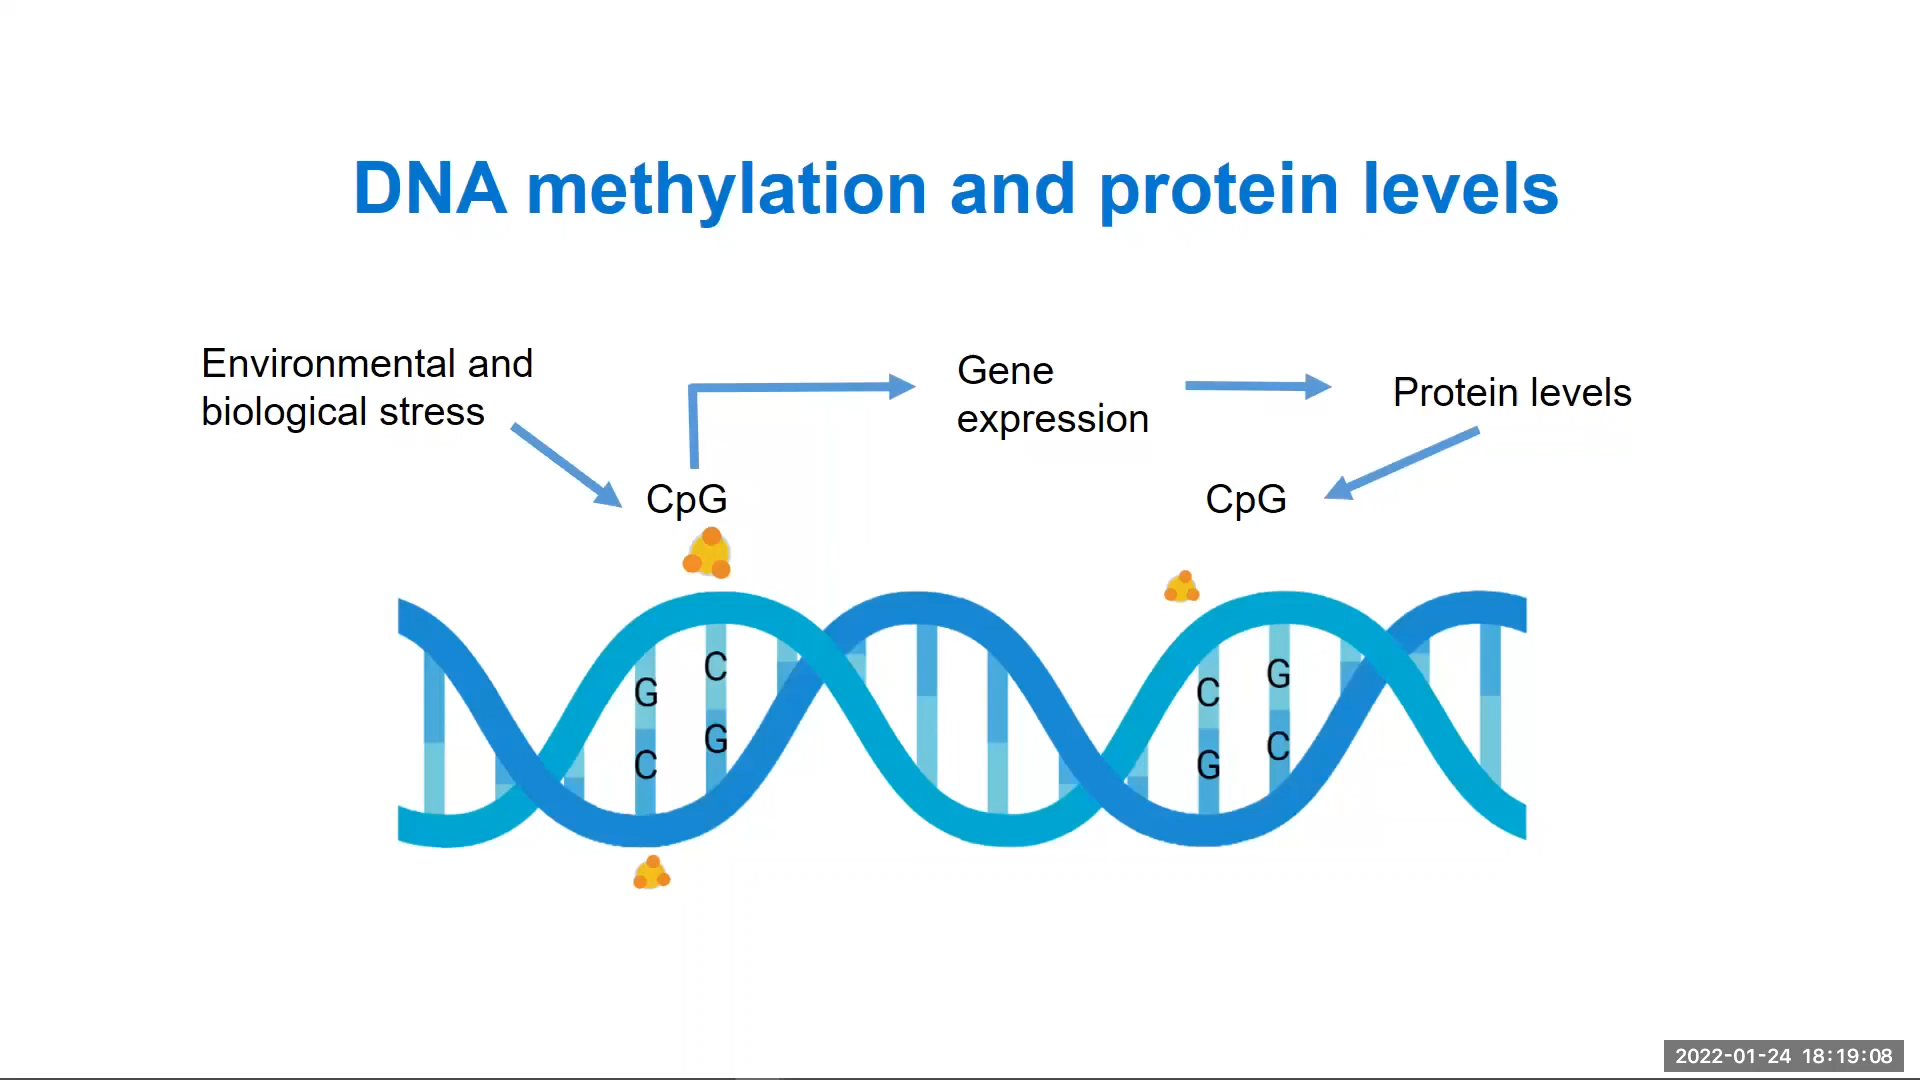 DNA methylation and protein levels
Environmental and
biological stress
Gene
expression
Protein levels
CpG
CpG
G
C
C
G
C
G
G
C
2022-01-24 18:19:08